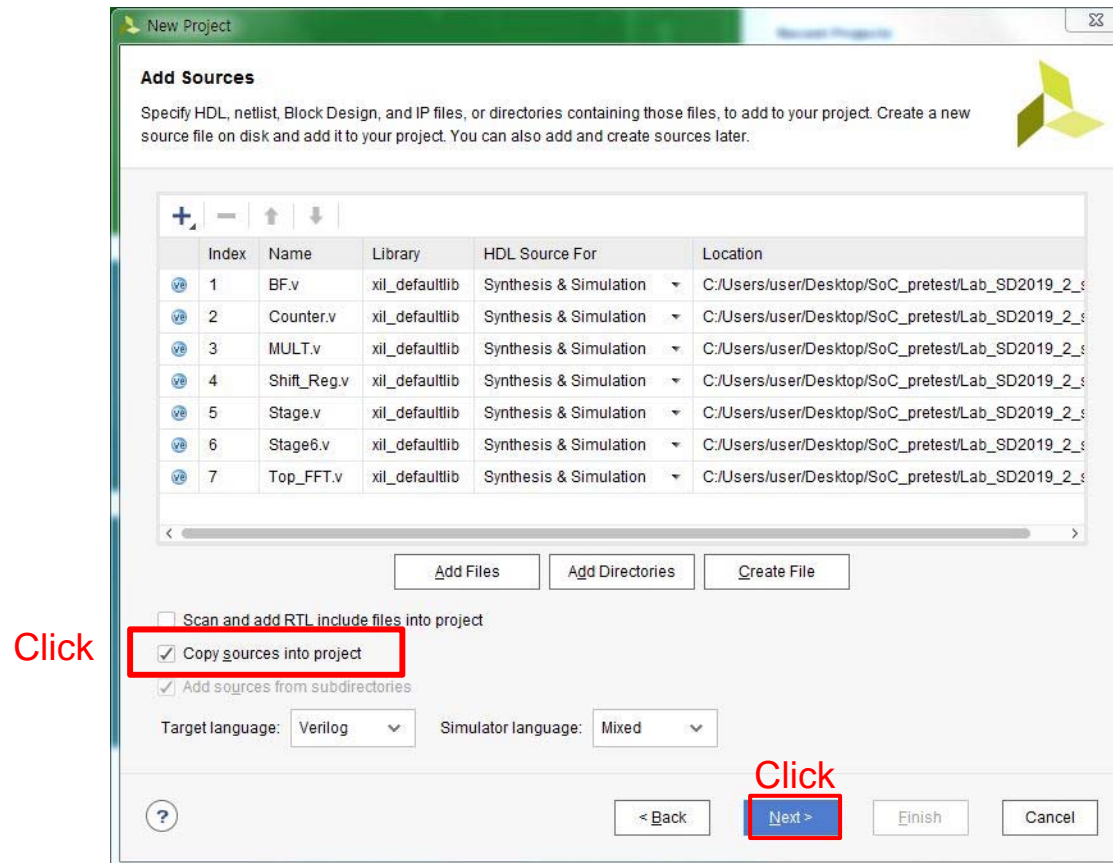 New Project
Add Sources
Specify HDL, netlist, Block Design, and IP files, or directories containing those files, to add to your project. Create a new
source file on disk and add it to your project. You can also add and create sources later.
Index Name Library HDL Source For Location
1 BF.v xil_defaultlib Synthesis & Simulation C:/Users/user/Desktop/SoC_pretest/Lab_SD2019_2_s
2 Counter.v xil_defaultlib Synthesis & Simulation C:/Users/user/Desktop/SoC_pretest/Lab_SD2019_2_s
3 MULT.v xil_defaultlib Synthesis & Simulation C:/Users/user/Desktop/SoC_pretest/Lab_SD2019_2_s
4 Shift_Reg.v xil_defaultlib Synthesis & Simulation C:/Users/user/Desktop/SoC_pretest/Lab_SD2019_2_s
5 Stage.v xil_defaultlib Synthesis & Simulation C:/Users/user/Desktop/SoC_pretest/Lab_SD2019_2_s
6 Stage6.v xil_defaultlib Synthesis & Simulation C:/Users/user/Desktop/SoC_pretest/Lab_SD2019_2_s
7 Top_FFT.v xil_defaultlib Synthesis & Simulation C:/Users/user/Desktop/SoC_pretest/Lab_SD2019_2_s
Add Files Add Directories Create File
Scan and add RTL include files into project
Click Copy sources into project
Add sources from subdirectories
Target language: Verilog Simulator language: Mixed
Click
? < Back Next > Finish Cancel